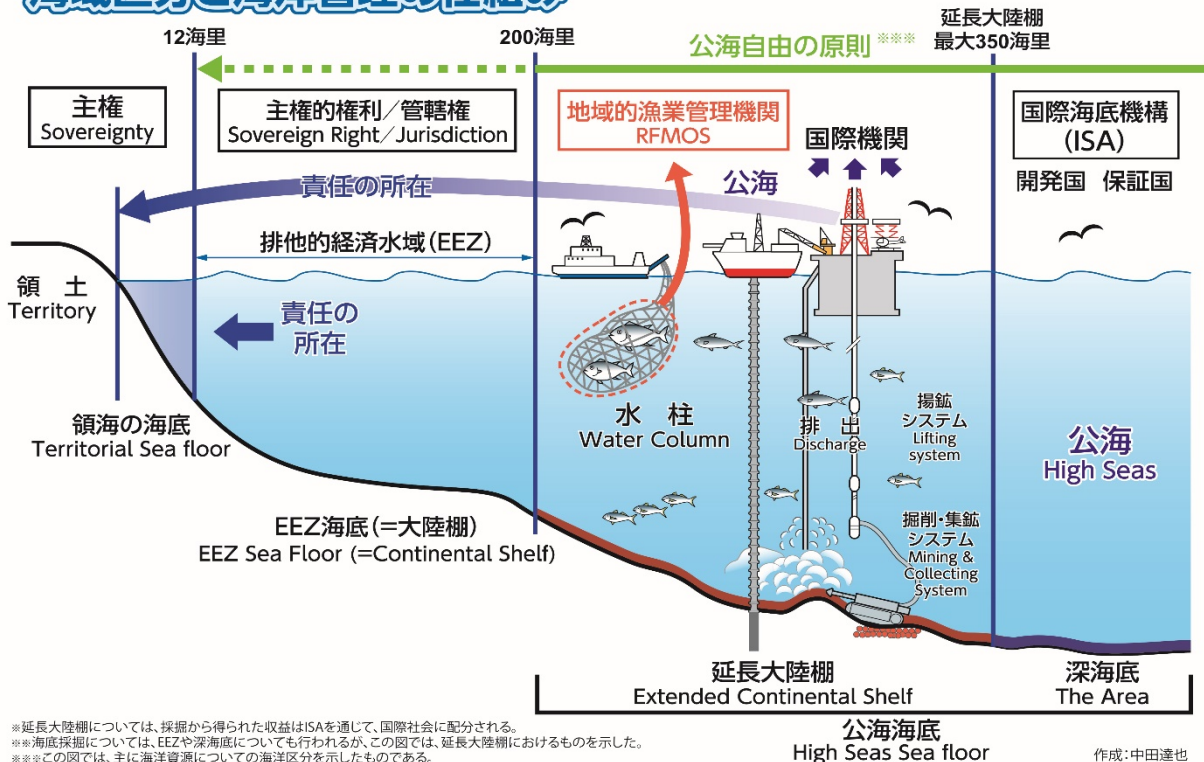 海域区分と海洋管理の仕組み
12海里
200海里
延長大陸棚
最大350海里
公海自由の原則※※※
主権
Sovereignty
主権的権利/管轄権
Sovereign Right/Jurisdiction
地域的漁業管理機関
RFMOS
国際機関
国際海底機構
(ISA)
開発国 保証国
責任の所在
公海
排他的経済水域(EEZ)
領 土
Territory
責任の
所在
水 柱
Water Column
排 出
Discharge
揚鉱
システム
Lifting
system
公海
High Seas
領海の海底
Territorial Sea floor
EEZ海底(=大陸棚)
EEZ Sea Floor (=Continental Shelf)
掘削・集鉱
システム
Mining &
Collecting
System
延長大陸棚
Extended Continental Shelf
深海底
The Area
公海海底
High Seas Sea floor
※延長大陸棚については、採掘から得られた収益はISAを通じて、国際社会に配分される。
※※海底採掘については、EEZや深海底についても行われるが、この図では、延長大陸棚におけるものを示した。
※※※この図では、主に海洋資源についての海洋区分を示したものである。
作成:中田達也